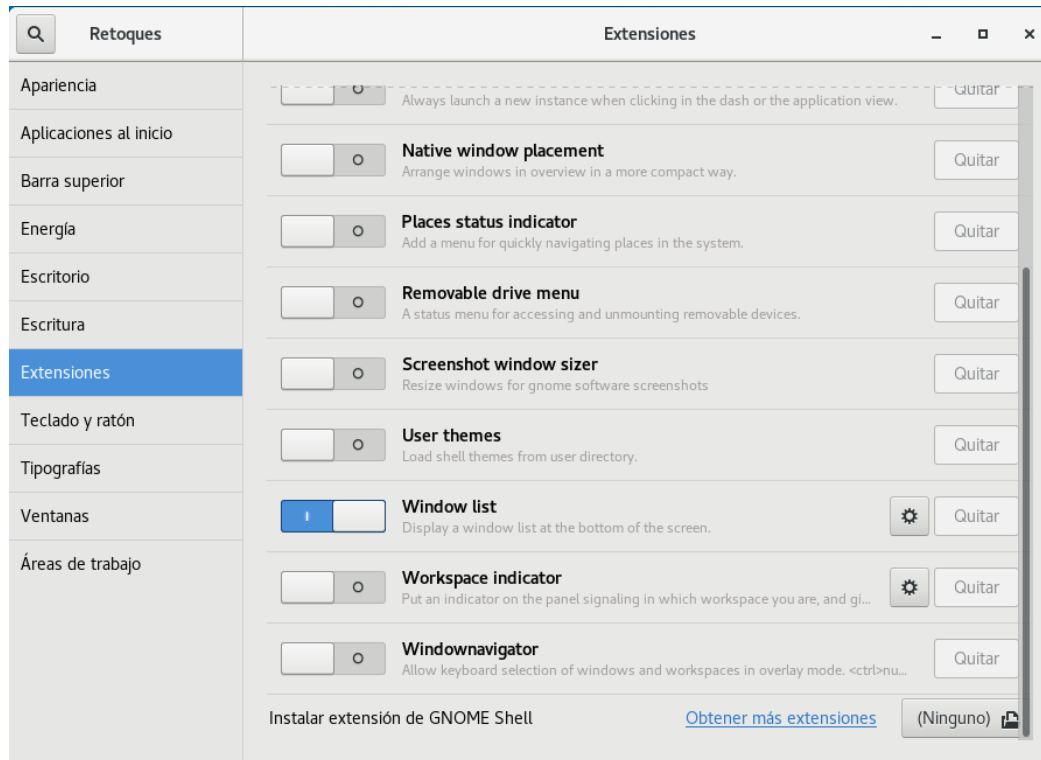 Retoques
Extensiones
Apariencia
Aplicaciones al inicio
Barra superior
Energía
Escritorio
Escritura
Extensiones
Teclado y ratón
Tipografías
Ventanas
Áreas de trabajo
Always launch a new instance when clicking in the dash or the application view.
Quitar
Native window placement
Arrange windows in overview in a more compact way.
Quitar
Places status indicator
Add a menu for quickly navigating places in the system.
Quitar
Removable drive menu
A status menu for accessing and unmounting removable devices.
Quitar
Screenshot window sizer
Resize windows for gnome software screenshots
Quitar
User themes
Load shell themes from user directory.
Quitar
Window list
Display a window list at the bottom of the screen.
Quitar
Workspace indicator
Put an indicator on the panel signaling in which workspace you are, and gi...
Quitar
Windownavigator
Allow keyboard selection of windows and workspaces in overlay mode. <ctrl>nu...
Quitar
Instalar extensión de GNOME Shell
Obtener más extensiones
(Ninguno)